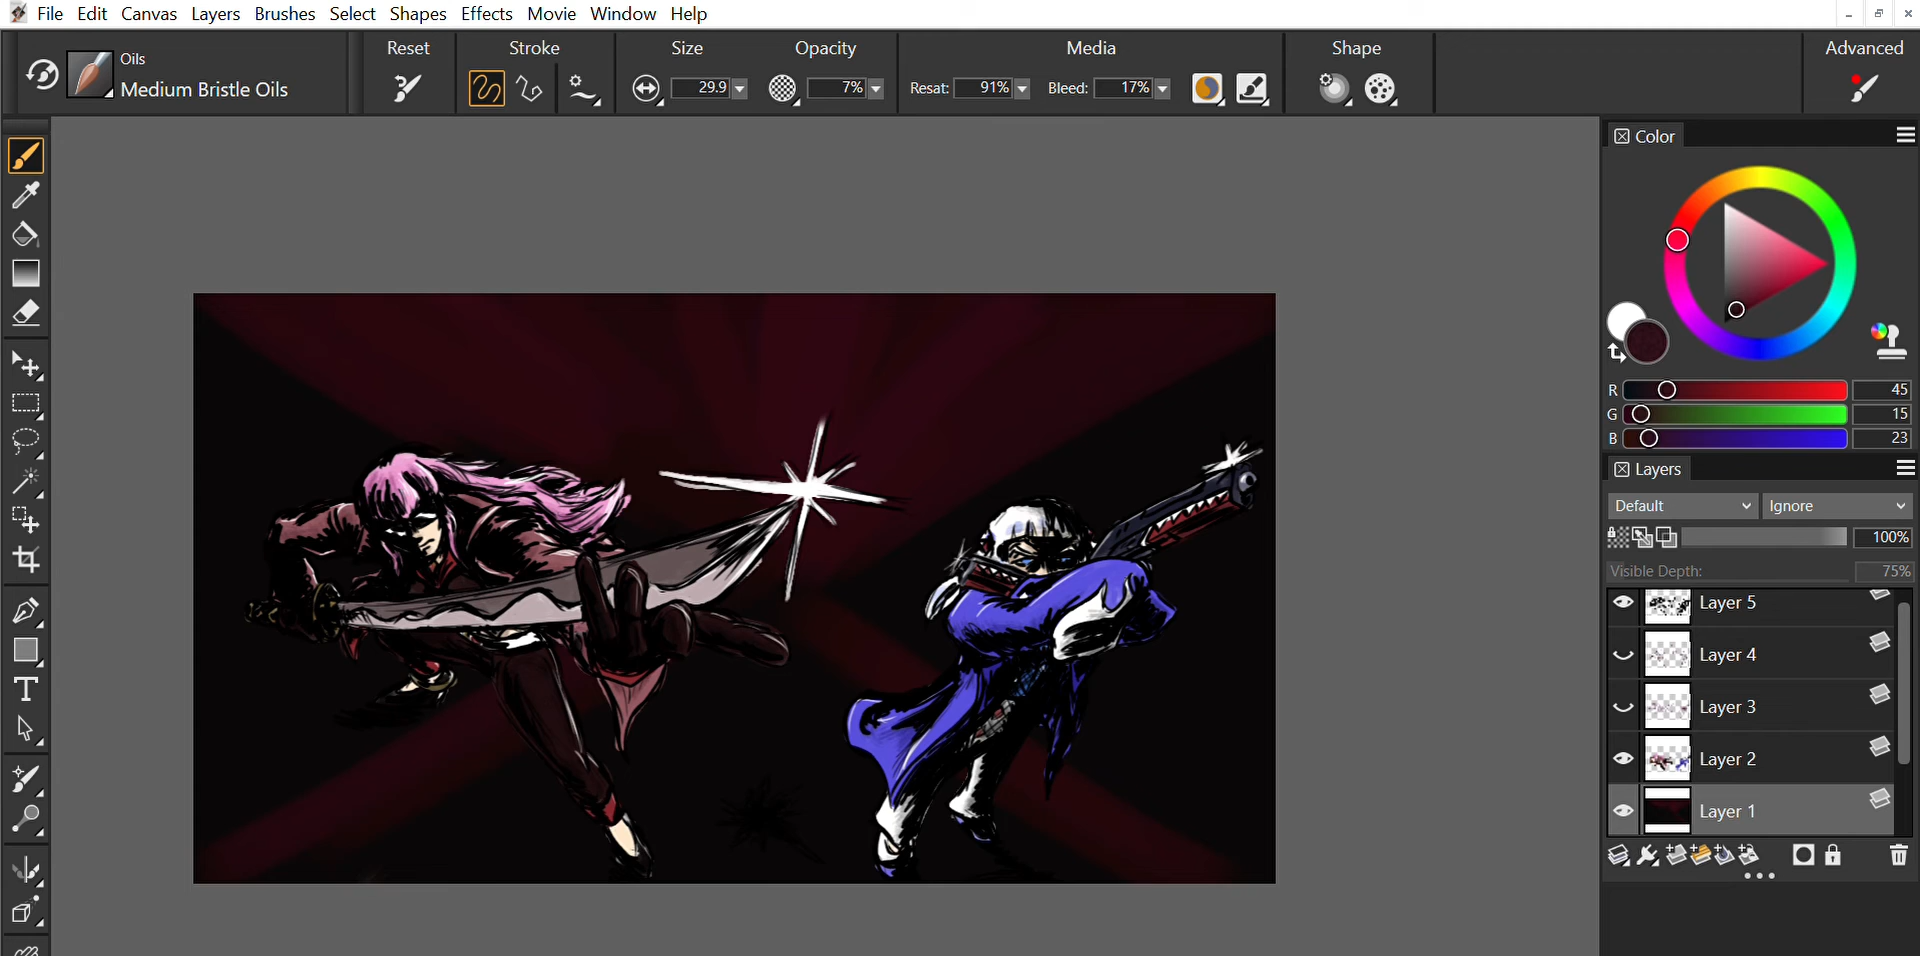 File Edit Canvas Layers Brushes Select Shapes Effects Movie Window Help
Reset Stroke Size Opacity Media Shape Advanced
Oils
Medium Bristle Oils
29.9 7% Resat: 91% Bleed: 17%
Color
R 45
G 15
B 23
Layers
Default Ignore
100%
Visible Depth: 75%
Layer 5
Layer 4
Layer 3
Layer 2
Layer 1